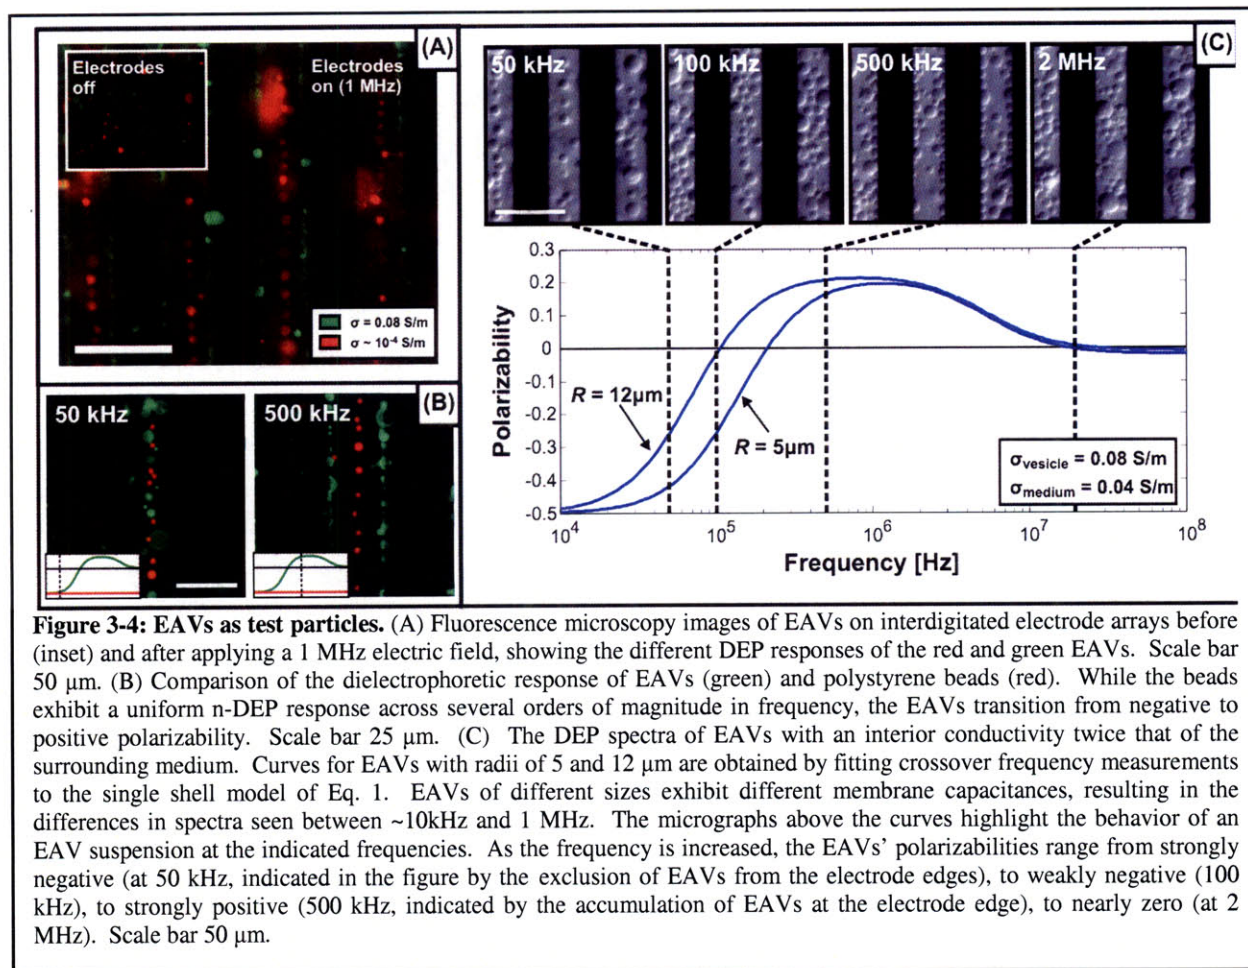 (A)
Electrodes off
Electrodes on (1 MHz)
σ = 0.08 S/m
σ ~ 10⁻⁴ S/m
(B)
50 kHz
500 kHz
(C)
50 kHz
100 kHz
500 kHz
2 MHz
0.3
0.2
0.1
0
-0.1
-0.2
-0.3
-0.4
-0.5
Polarizability
R = 12µm
R = 5µm
σvesicle = 0.08 S/m
σmedium = 0.04 S/m
10⁴
10⁵
10⁶
10⁷
10⁸
Frequency [Hz]
Figure 3-4: EAVs as test particles. (A) Fluorescence microscopy images of EAVs on interdigitated electrode arrays before
(inset) and after applying a 1 MHz electric field, showing the different DEP responses of the red and green EAVs. Scale bar
50 µm. (B) Comparison of the dielectrophoretic response of EAVs (green) and polystyrene beads (red). While the beads
exhibit a uniform n-DEP response across several orders of magnitude in frequency, the EAVs transition from negative to
positive polarizability. Scale bar 25 µm. (C) The DEP spectra of EAVs with an interior conductivity twice that of the
surrounding medium. Curves for EAVs with radii of 5 and 12 µm are obtained by fitting crossover frequency measurements
to the single shell model of Eq. 1. EAVs of different sizes exhibit different membrane capacitances, resulting in the
differences in spectra seen between ~10kHz and 1 MHz. The micrographs above the curves highlight the behavior of an
EAV suspension at the indicated frequencies. As the frequency is increased, the EAVs' polarizabilities range from strongly
negative (at 50 kHz, indicated in the figure by the exclusion of EAVs from the electrode edges), to weakly negative (100
kHz), to strongly positive (500 kHz, indicated by the accumulation of EAVs at the electrode edge), to nearly zero (at 2
MHz). Scale bar 50 µm.